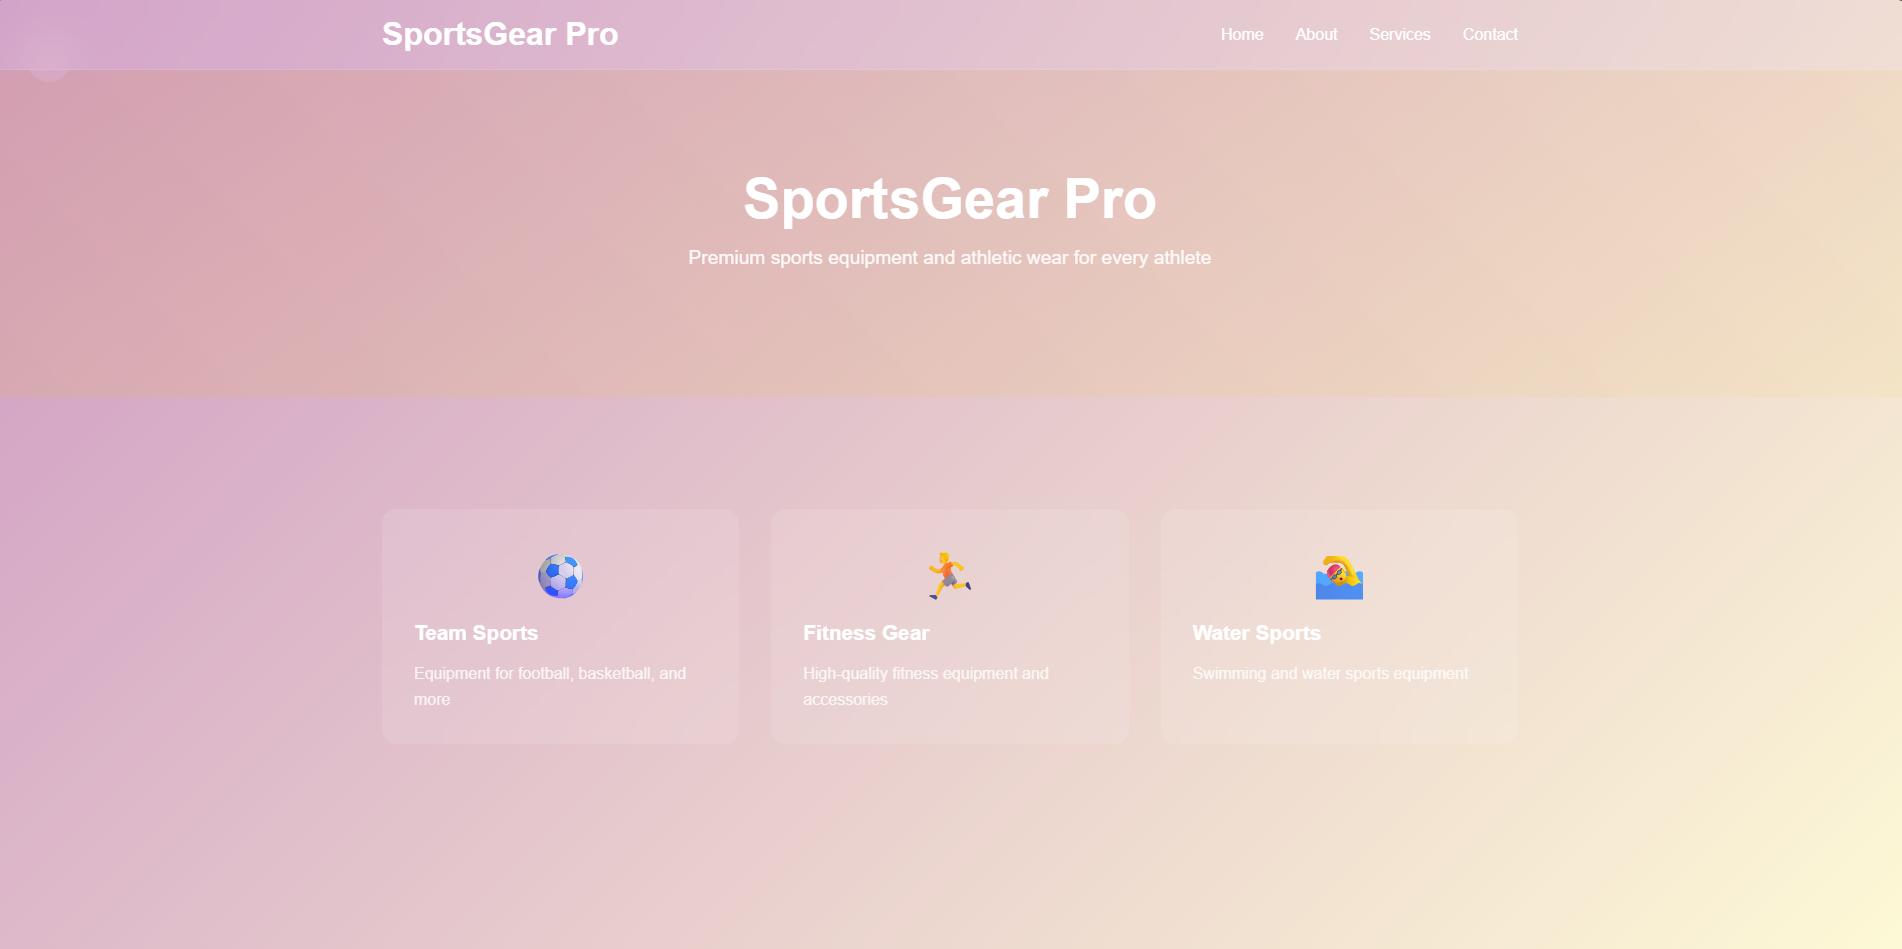 SportsGear Pro
Home About Services Contact
SportsGear Pro
Premium sports equipment and athletic wear for every athlete
Team Sports
Equipment for football, basketball, and
more
Fitness Gear
High-quality fitness equipment and
accessories
Water Sports
Swimming and water sports equipment